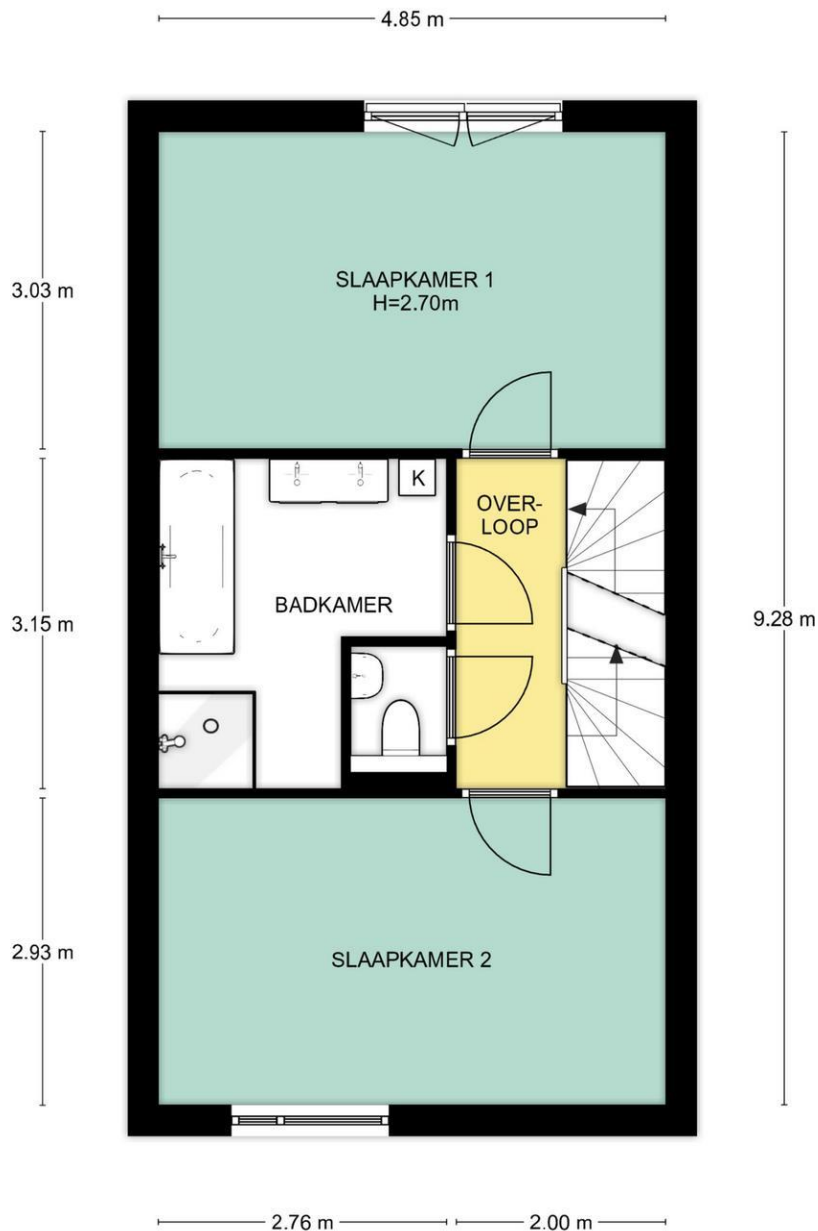 4.85 m
SLAAPKAMER 1
H=2.70m
3.03 m
K
OVER-
LOOP
BADKAMER
3.15 m
9.28 m
SLAAPKAMER 2
2.93 m
2.76 m
2.00 m